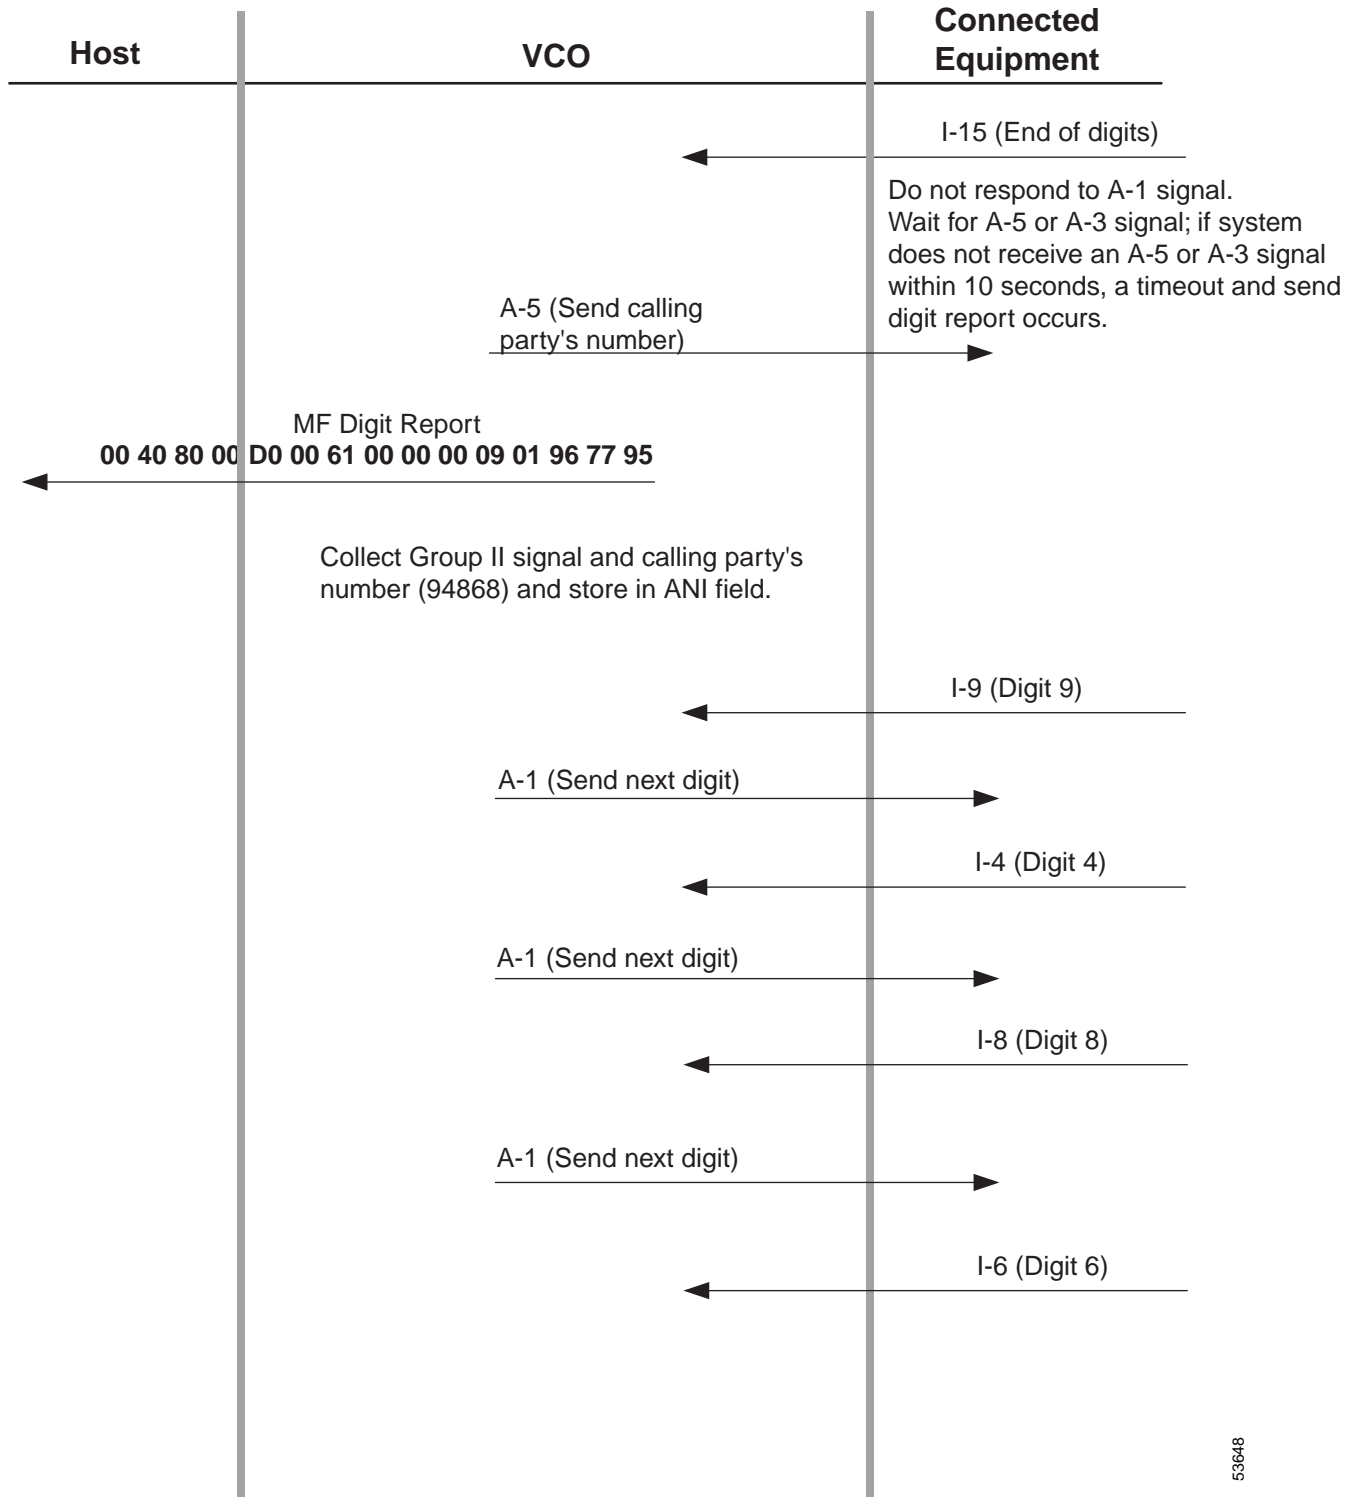 Host
VCO
Connected
Equipment
I-15 (End of digits)
Do not respond to A-1 signal.
Wait for A-5 or A-3 signal; if system
does not receive an A-5 or A-3 signal
within 10 seconds, a timeout and send
digit report occurs.
A-5 (Send calling
party's number)
MF Digit Report
00 40 80 00 D0 00 61 00 00 00 09 01 96 77 95
Collect Group II signal and calling party's
number (94868) and store in ANI field.
I-9 (Digit 9)
A-1 (Send next digit)
I-4 (Digit 4)
A-1 (Send next digit)
I-8 (Digit 8)
A-1 (Send next digit)
I-6 (Digit 6)
53648